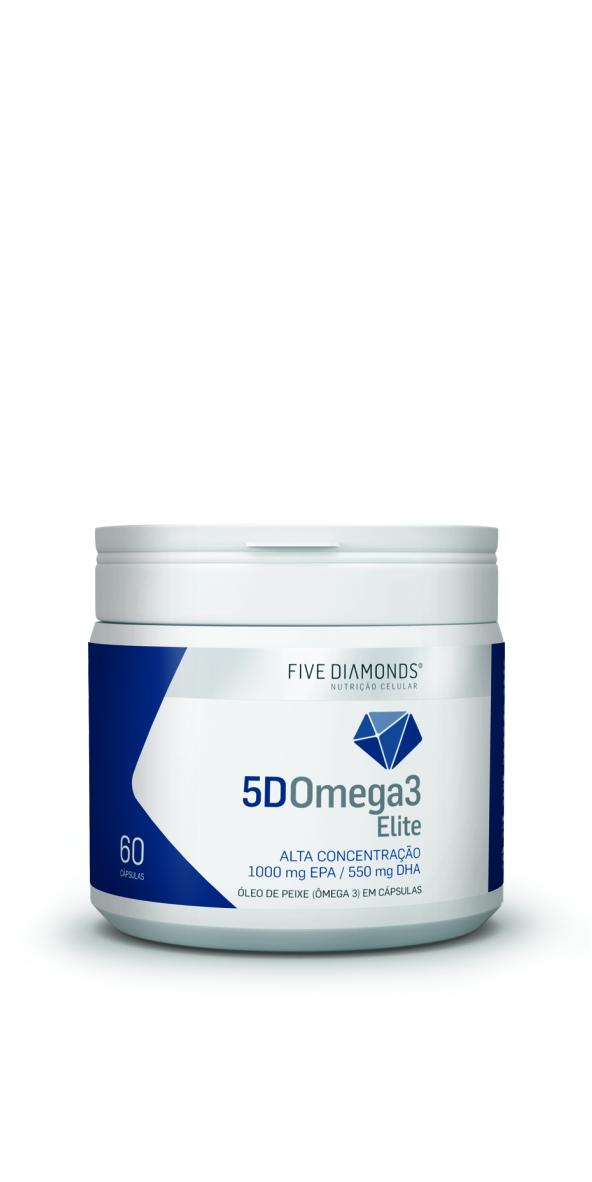 FIVE DIAMONDS®
NUTRIÇÃO CELULAR
5DOmega3
Elite
ALTA CONCENTRAÇÃO
1000 mg EPA / 550 mg DHA
ÓLEO DE PEIXE (ÔMEGA 3) EM CÁPSULAS
60
CÁPSULAS